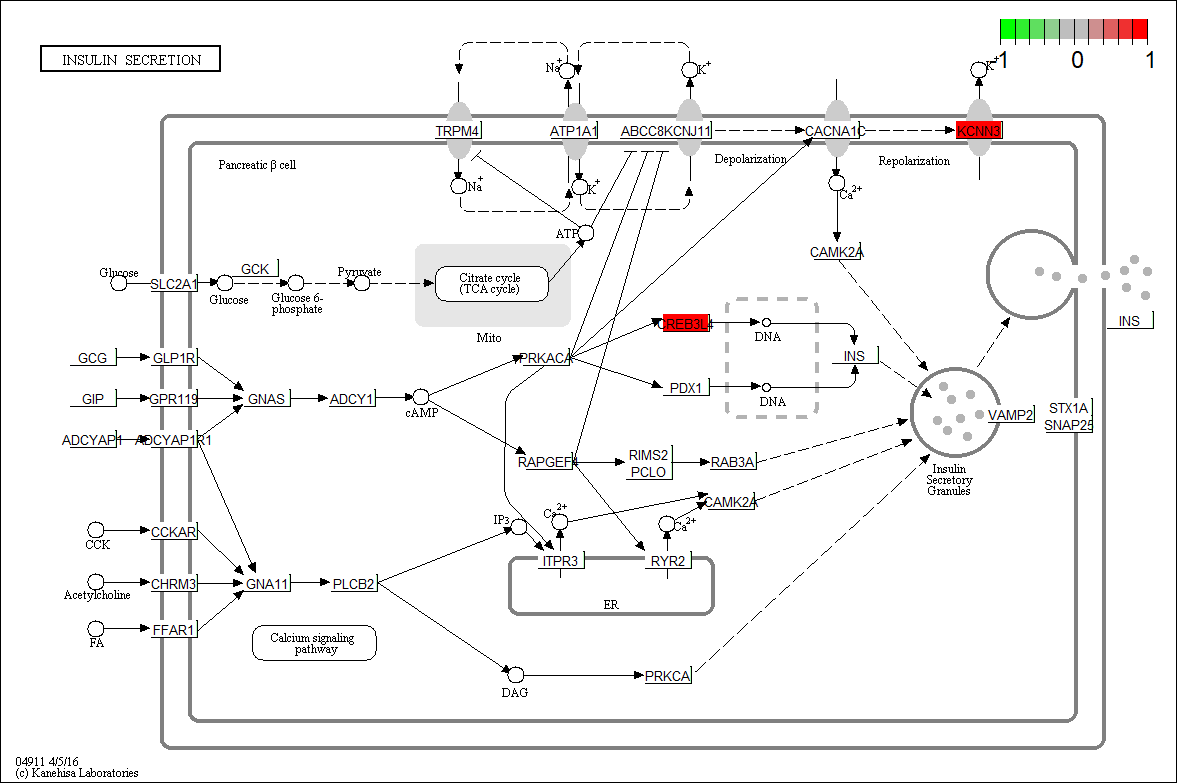 INSULIN SECRETION
-1 0 1
Na+
K+
K+
TRPM4
ATP1A1
ABCC8
KCNJ11
CACNA1C
KCNN3
Depolarization
Repolarization
Pancreatic β cell
Na+
K+
Ca2+
ATP
CAMK2A
Glucose
SLC2A1
Glucose
GCK
Glucose 6-
phosphate
Pyruvate
Citrate cycle
(TCA cycle)
Mito
INS
CREB3L4
DNA
INS
GCG
GLP1R
PRKACA
PDX1
DNA
GIP
GPR119
GNAS
ADCY1
cAMP
VAMP2
STX1A
SNAP25
ADCYAP1
ADCYAP1R1
RAPGEF4
RIMS2
PCLO
RAB3A
Insulin
Secretory
Granules
CAMK2A
IP3
Ca2+
Ca2+
CCK
CCKAR
ITPR3
RYR2
Acetylcholine
CHRM3
GNA11
PLCB2
ER
FA
FFAR1
Calcium signaling
pathway
DAG
PRKCA
04911 4/5/16
(c) Kanehisa Laboratories